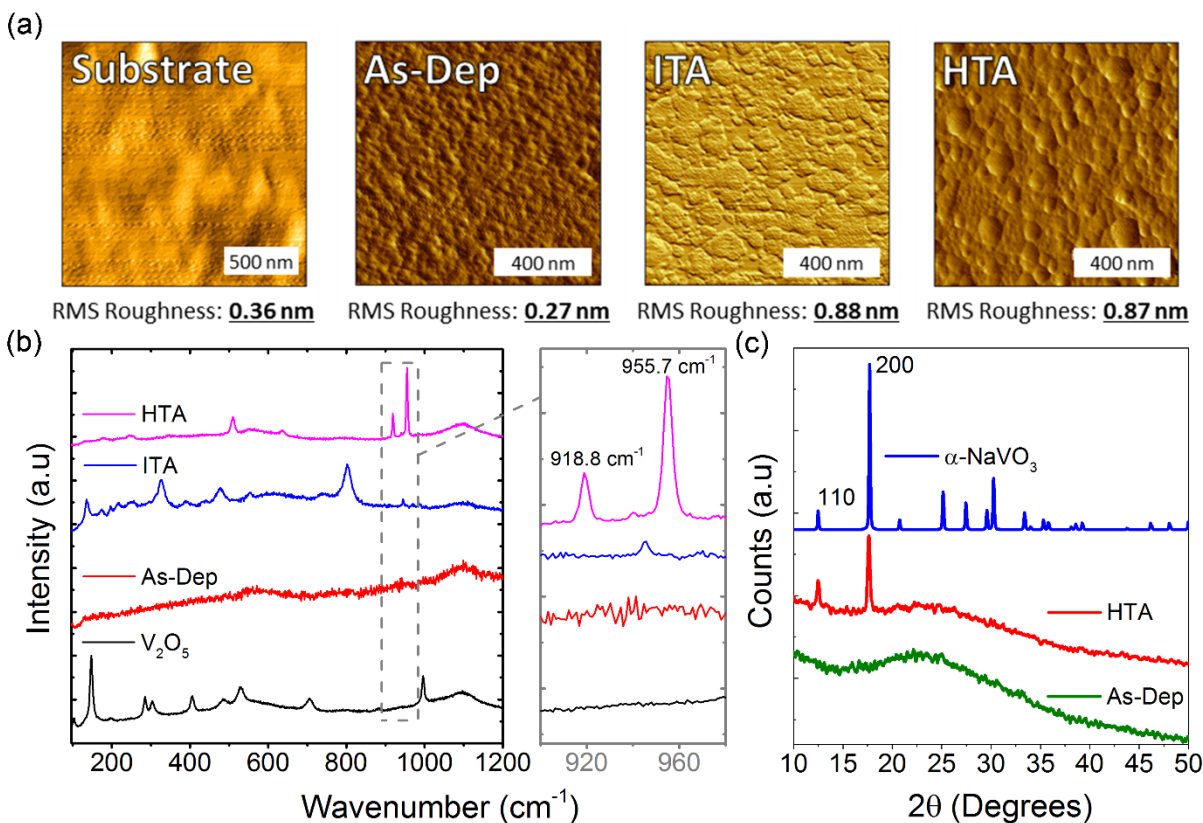 (a)
Substrate
As-Dep
ITA
HTA
500 nm
400 nm
400 nm
400 nm
RMS Roughness: 0.36 nm
RMS Roughness: 0.27 nm
RMS Roughness: 0.88 nm
RMS Roughness: 0.87 nm
(b)
Intensity (a.u)
HTA
ITA
As-Dep
V₂O₅
200 400 600 800 1000 1200
955.7 cm⁻¹
918.8 cm⁻¹
920 960
Wavenumber (cm⁻¹)
(c)
Counts (a.u)
200
α-NaVO₃
110
HTA
As-Dep
10 15 20 25 30 35 40 45 50
2θ (Degrees)